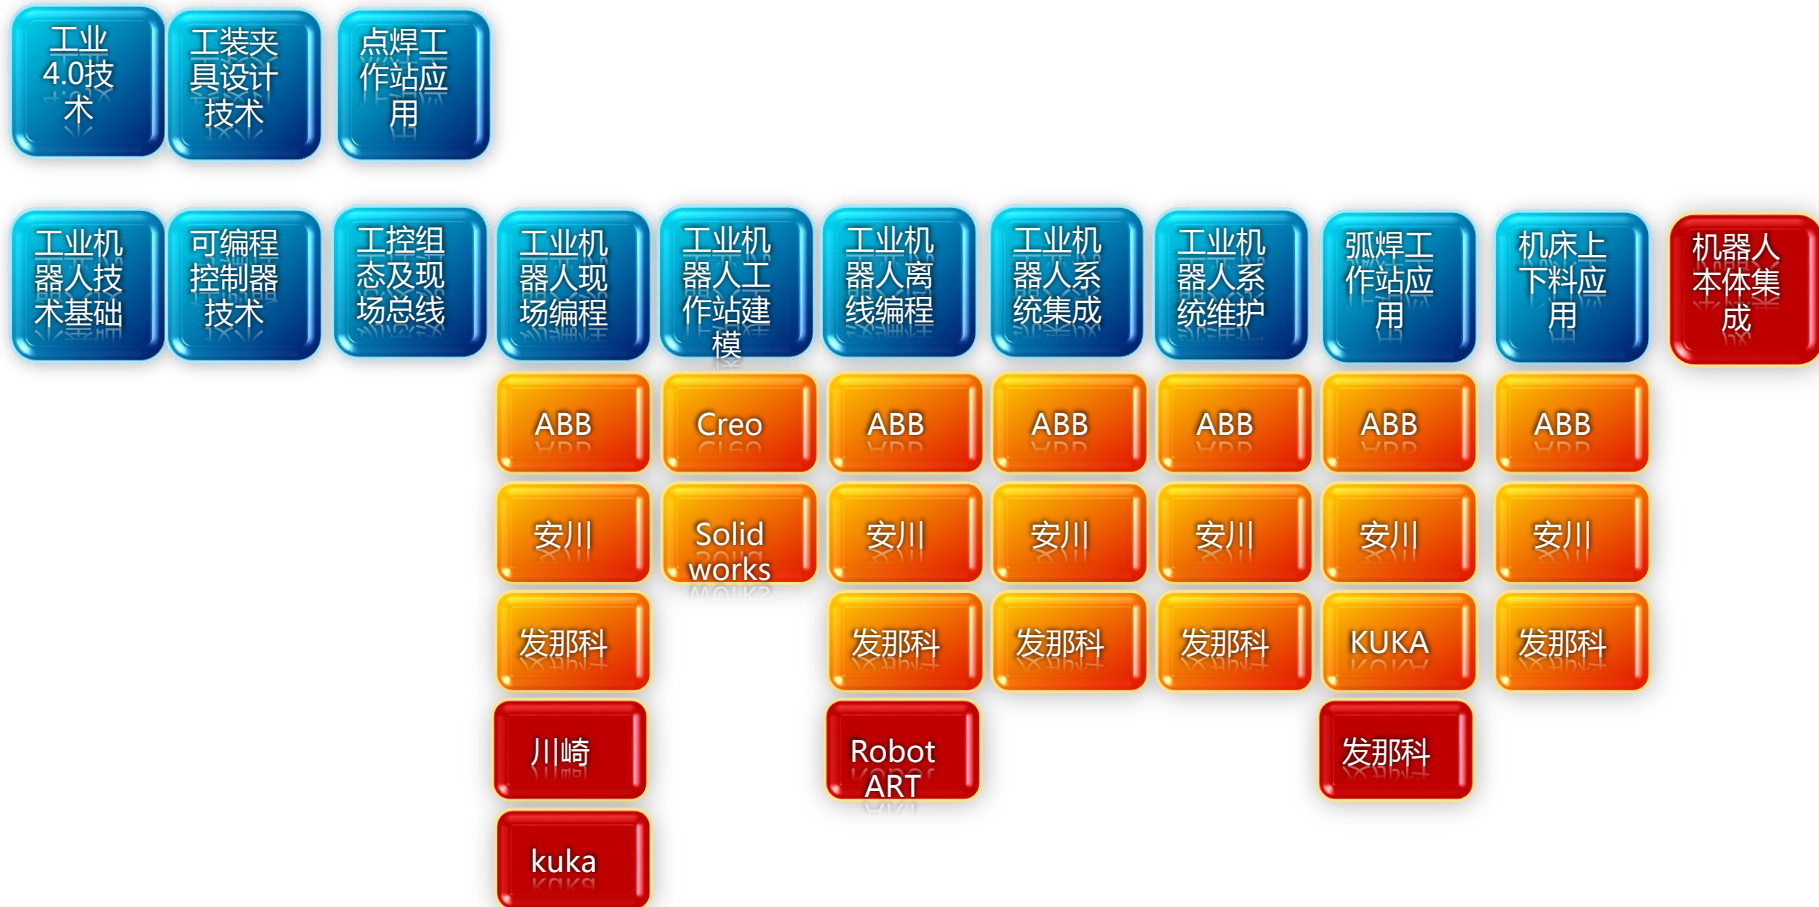 工业
4.0技
术
工装夹
具设计
技术
点焊工
作站应
用
工业机
器人技
术基础
可编程
控制器
技术
工控组
态及现
场总线
工业机
器人现
场编程
工业机
器人工
作站建
模
工业机
器人离
线编程
工业机
器人系
统集成
工业机
器人系
统维护
弧焊工
作站应
用
机床上
下料应
用
机器人
本体集
成
ABB
Creo
ABB
ABB
ABB
ABB
ABB
安川
Solid
works
安川
安川
安川
安川
安川
发那科
发那科
发那科
发那科
KUKA
发那科
川崎
Robot
ART
发那科
kuka